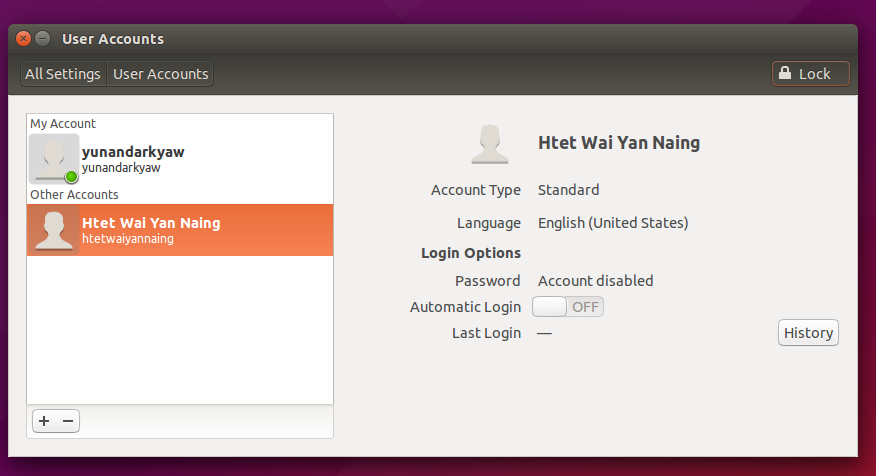 User Accounts
All Settings User Accounts Lock
My Account
yunandarkyaw
yunandarkyaw
Other Accounts
Htet Wai Yan Naing
htetwaiyannaing
Htet Wai Yan Naing
Account Type Standard
Language English (United States)
Login Options
Password Account disabled
Automatic Login OFF
Last Login — History